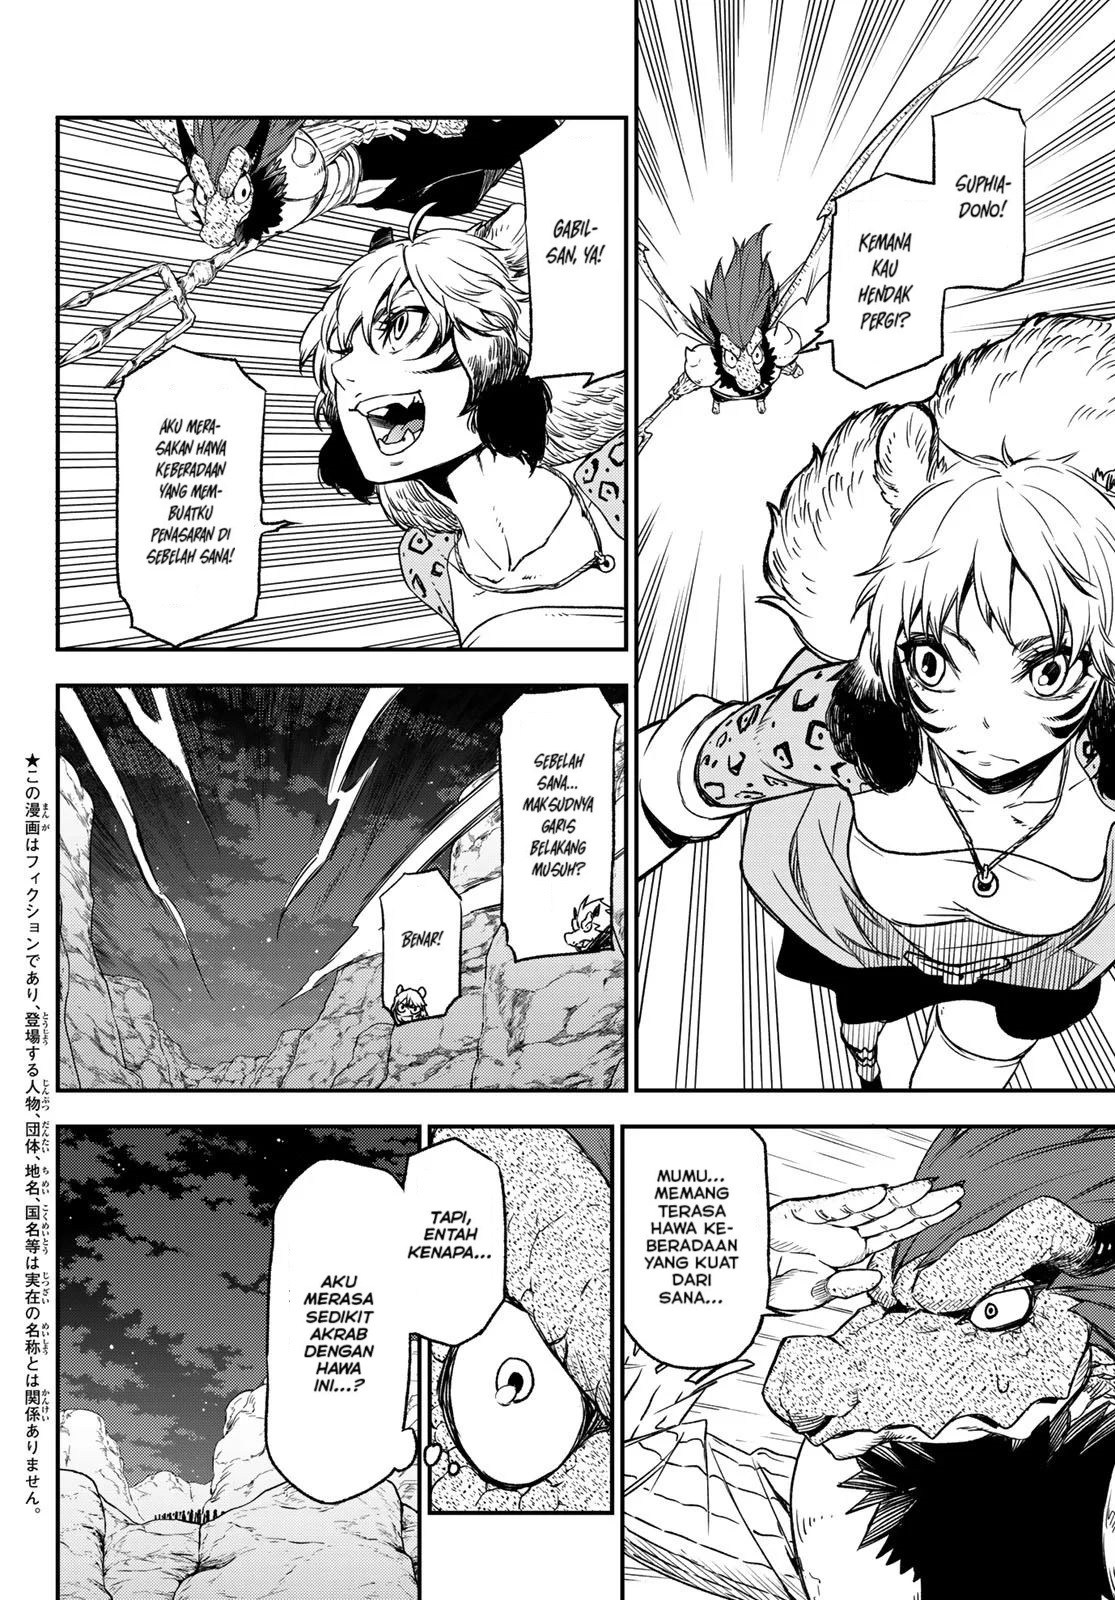 SUPHIA-
DONO!
KEMANA
KAU
HENDAK
PERGI?
GABIL-
SAN, YA!
AKU MERA-
SAKAN HAWA
KEBERADAAN
YANG MEM-
BUATKU
PENASARAN DI
SEBELAH SANA!
SEBELAH
SANA...
MAKSUDNYA
GARIS
BELAKANG
MUSUH?
BENAR!
MUMU...
MEMANG
TERASA
HAWA KE-
BERADAAN
YANG KUAT
DARI
SANA...
TAPI,
ENTAH
KENAPA...
AKU
MERASA
SEDIKIT
AKRAB
DENGAN
HAWA
INI...?
★この漫画はフィクションであり、登場する人物、団体、地名、国名等は実在の名称とは関係ありません。